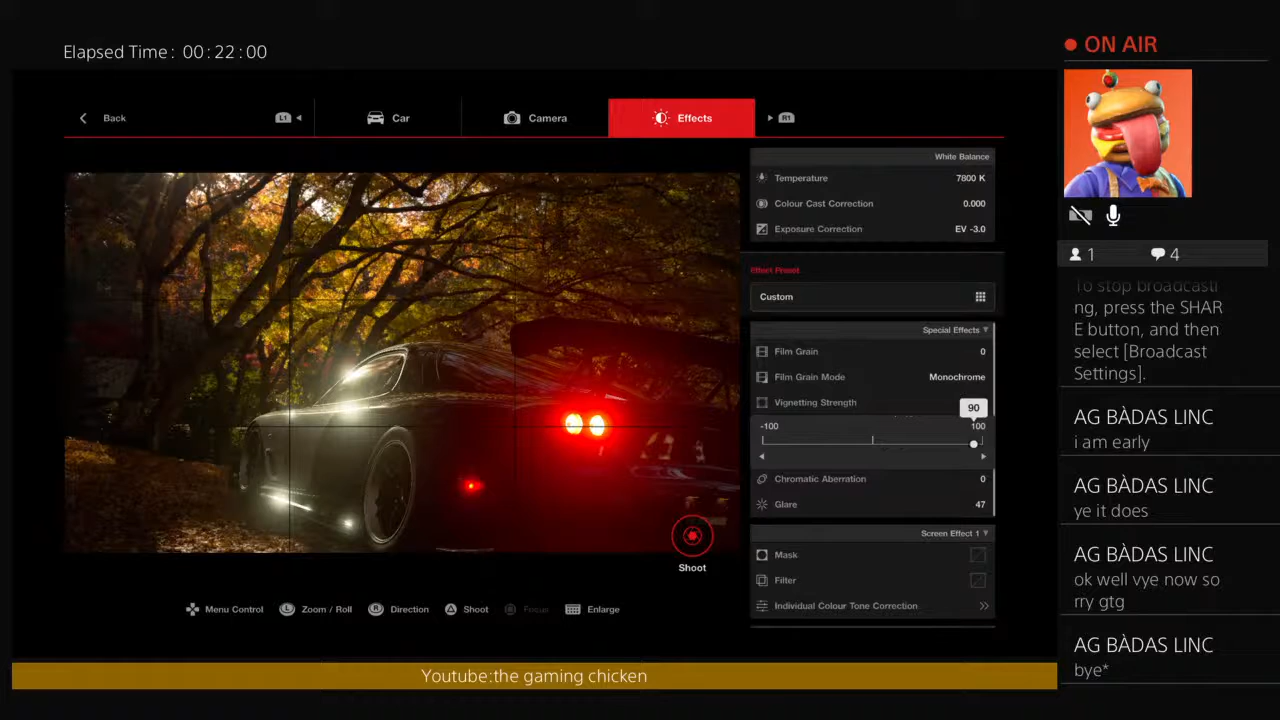 Elapsed Time: 00:22:00
ON AIR
Back
L1
Car
Camera
Effects
R1
White Balance
Temperature 7800 K
Colour Cast Correction 0.000
Exposure Correction EV -3.0
Effect Preset
Custom
Special Effects
Film Grain 0
Film Grain Mode Monochrome
Vignetting Strength
90
-100 100
Chromatic Aberration 0
Glare 47
Screen Effect 1
Mask
Filter
Individual Colour Tone Correction
Shoot
Menu Control
L Zoom / Roll
R Direction
Shoot
Focus
Enlarge
Youtube:the gaming chicken
1 4
To stop broadcasti
ng, press the SHAR
E button, and then
select [Broadcast
Settings].
AG BÀDAS LINC
i am early
AG BÀDAS LINC
ye it does
AG BÀDAS LINC
ok well vye now so
rry gtg
AG BÀDAS LINC
bye*